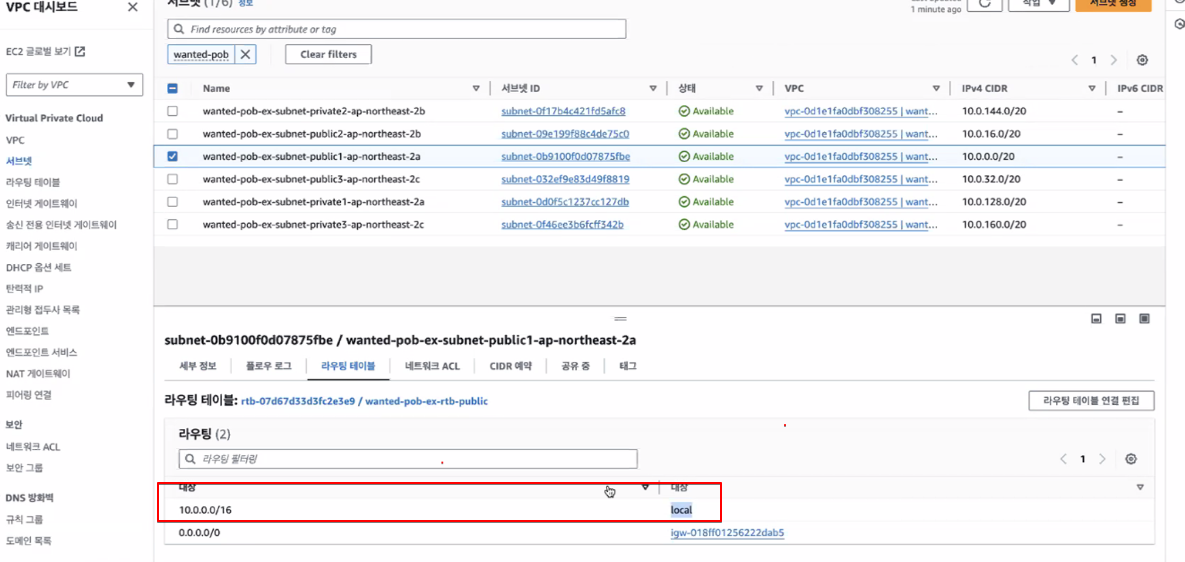 VPC 대시보드
EC2 글로벌 보기
Filter by VPC
Virtual Private Cloud
VPC
서브넷
라우팅 테이블
인터넷 게이트웨이
송신 전용 인터넷 게이트웨이
캐리어 게이트웨이
DHCP 옵션 세트
탄력적 IP
관리형 접두사 목록
엔드포인트
엔드포인트 서비스
NAT 게이트웨이
피어링 연결
보안
네트워크 ACL
보안 그룹
DNS 방화벽
규칙 그룹
도메인 목록
서브넷 (1/6) 정보
1 minute ago
작업
서브넷 생성
Find resources by attribute or tag
wanted-pob
Clear filters
1
Name 서브넷 ID 상태 VPC IPv4 CIDR IPv6 CIDR
wanted-pob-ex-subnet-private2-ap-northeast-2b subnet-0f17b4c421fd5afc8 Available vpc-0d1e1fa0dbf308255 | want... 10.0.144.0/20 –
wanted-pob-ex-subnet-public2-ap-northeast-2b subnet-09e199f88c4de75c0 Available vpc-0d1e1fa0dbf308255 | want... 10.0.16.0/20 –
wanted-pob-ex-subnet-public1-ap-northeast-2a subnet-0b9100f0d07875fbe Available vpc-0d1e1fa0dbf308255 | want... 10.0.0.0/20 –
wanted-pob-ex-subnet-public3-ap-northeast-2c subnet-032ef9e83d49f8819 Available vpc-0d1e1fa0dbf308255 | want... 10.0.32.0/20 –
wanted-pob-ex-subnet-private1-ap-northeast-2a subnet-0d0f5c1237cc127db Available vpc-0d1e1fa0dbf308255 | want... 10.0.128.0/20 –
wanted-pob-ex-subnet-private3-ap-northeast-2c subnet-0f46ee3b6fcff342b Available vpc-0d1e1fa0dbf308255 | want... 10.0.160.0/20 –
subnet-0b9100f0d07875fbe / wanted-pob-ex-subnet-public1-ap-northeast-2a
세부 정보 플로우 로그 라우팅 테이블 네트워크 ACL CIDR 예약 공유 중 태그
라우팅 테이블: rtb-07d67d33d3fc2e3e9 / wanted-pob-ex-rtb-public
라우팅 테이블 연결 편집
라우팅 (2)
라우팅 필터링
1
대상 대상
10.0.0.0/16 local
0.0.0.0/0 igw-018ff01256222dab5